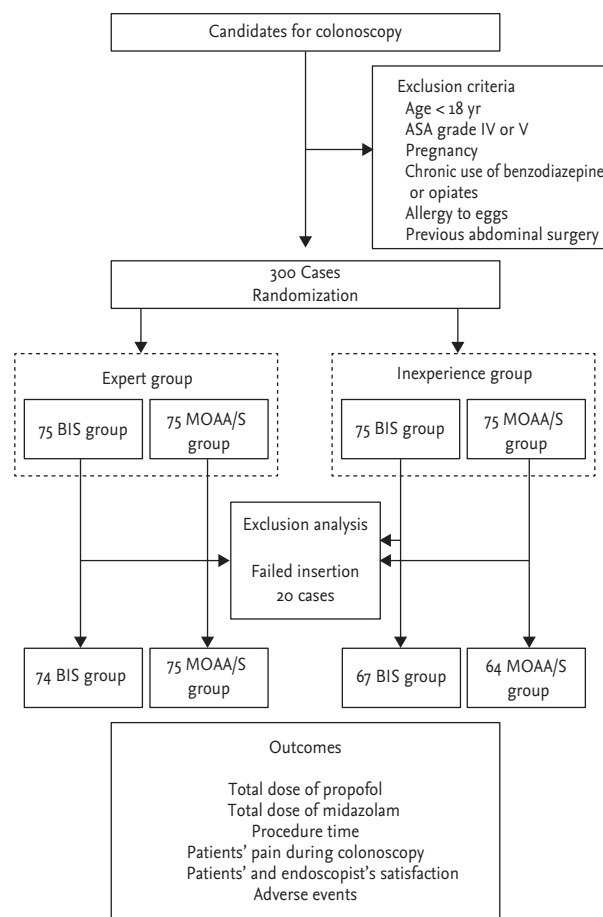 Candidates for colonoscopy
Exclusion criteria
Age < 18 yr
ASA grade IV or V
Pregnancy
Chronic use of benzodiazepine
or opiates
Allergy to eggs
Previous abdominal surgery
300 Cases
Randomization
Expert group
75 BIS group
75 MOAA/S
group
Inexperience group
75 BIS group
75 MOAA/S
group
Exclusion analysis
Failed insertion
20 cases
74 BIS group
75 MOAA/S
group
67 BIS group
64 MOAA/S
group
Outcomes
Total dose of propofol
Total dose of midazolam
Procedure time
Patients’ pain during colonoscopy
Patients’ and endoscopist’s satisfaction
Adverse events